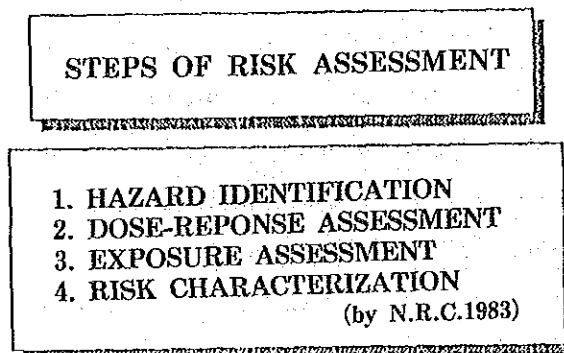 STEPS OF RISK ASSESSMENT
1. HAZARD IDENTIFICATION
2. DOSE-REPONSE ASSESSMENT
3. EXPOSURE ASSESSMENT
4. RISK CHARACTERIZATION
(by N.R.C.1983)